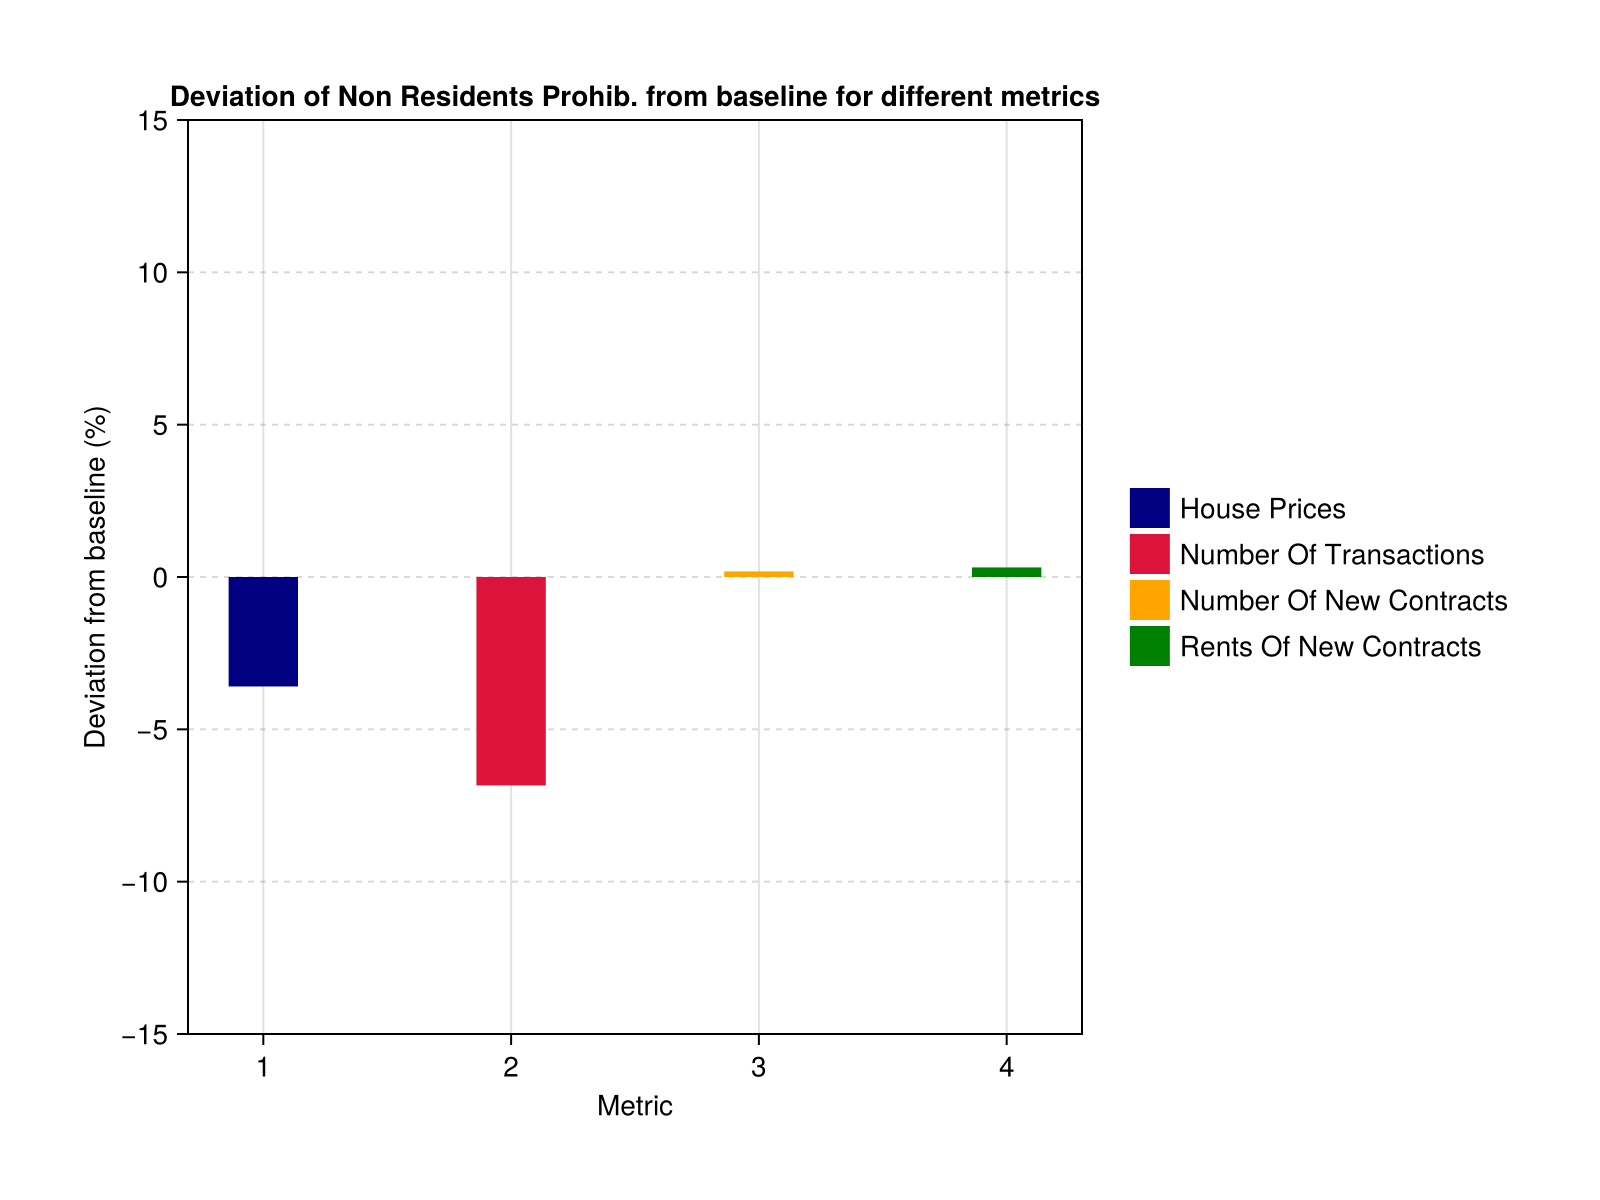 Deviation of Non Residents Prohib. from baseline for different metrics
15
10
5
0
−5
−10
−15
Deviation from baseline (%)
1 2 3 4
Metric
House Prices
Number Of Transactions
Number Of New Contracts
Rents Of New Contracts